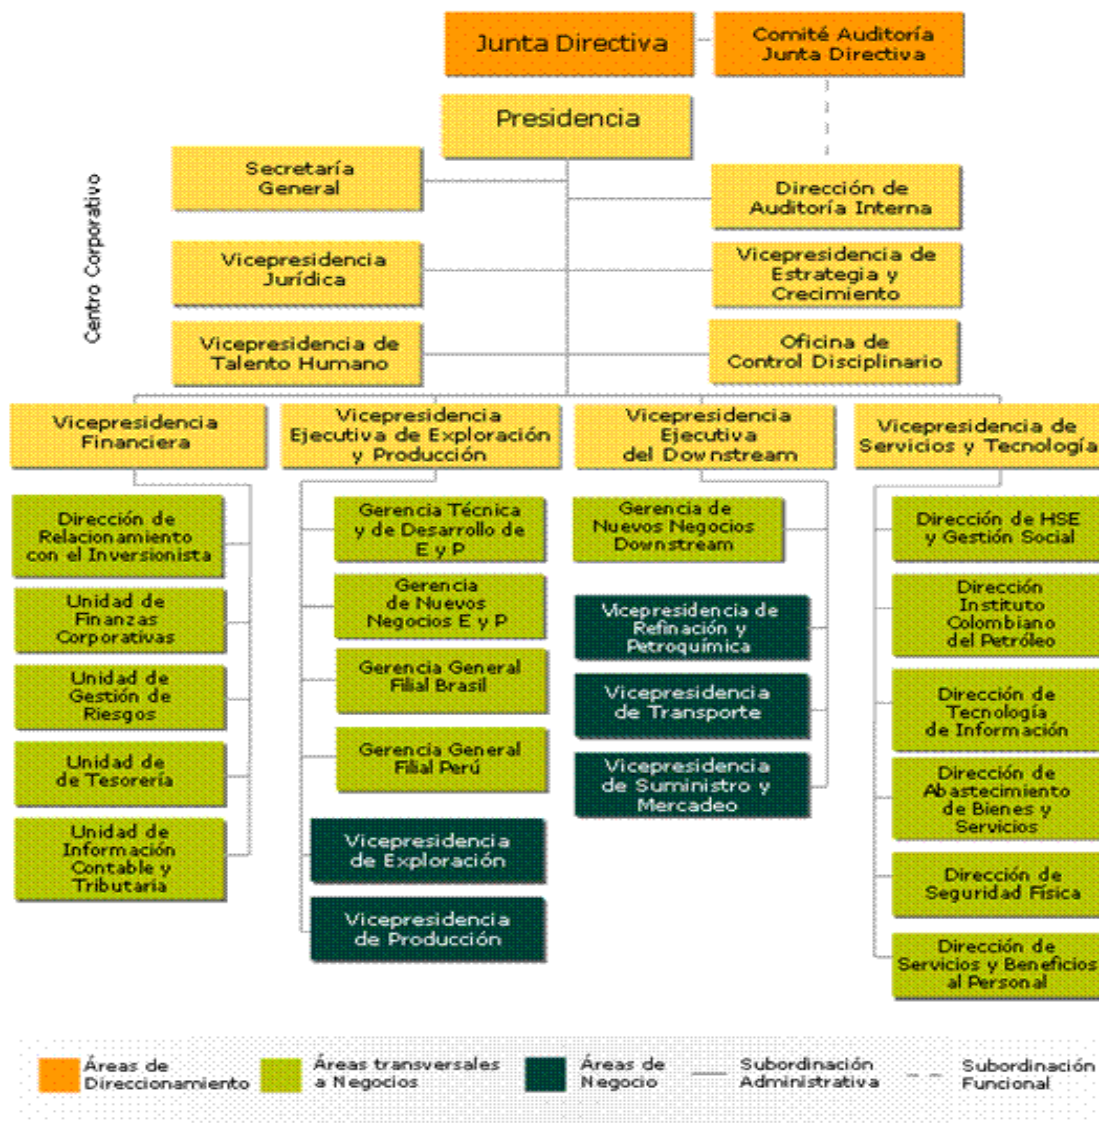 Junta Directiva
Comité Auditoría
Junta Directiva
Presidencia
Centro Corporativo
Secretaría
General
Dirección de
Auditoría Interna
Vicepresidencia
Jurídica
Vicepresidencia de
Estrategia y
Crecimiento
Vicepresidencia de
Talento Humano
Oficina de
Control Disciplinario
Vicepresidencia
Financiera
Vicepresidencia
Ejecutiva de Exploración
y Producción
Vicepresidencia
Ejecutiva
del Downstream
Vicepresidencia de
Servicios y Tecnología
Dirección de
Relacionamiento
con el Inversionista
Unidad de
Finanzas
Corporativas
Unidad de
Gestión de
Riesgos
Unidad de
de Tesorería
Unidad de
Información
Contable y
Tributaria
Gerencia Técnica
y de Desarrollo de
E y P
Gerencia
de Nuevos
Negocios E y P
Gerencia General
Filial Brasil
Gerencia General
Filial Perú
Vicepresidencia
de Exploración
Vicepresidencia
de Producción
Gerencia de
Nuevos Negocios
Downstream
Vicepresidencia de
Refinación y
Petroquímica
Vicepresidencia
de Transporte
Vicepresidencia
de Suministro y
Mercadeo
Dirección de HSE
y Gestión Social
Dirección
Instituto
Colombiano
del Petróleo
Dirección de
Tecnología
de Información
Dirección de
Abastecimiento
de Bienes y
Servicios
Dirección de
Seguridad Física
Dirección de
Servicios y Beneficios
al Personal
Áreas de
Direccionamiento
Áreas transversales
a Negocios
Áreas de
Negocio
Subordinación
Administrativa
Subordinación
Funcional